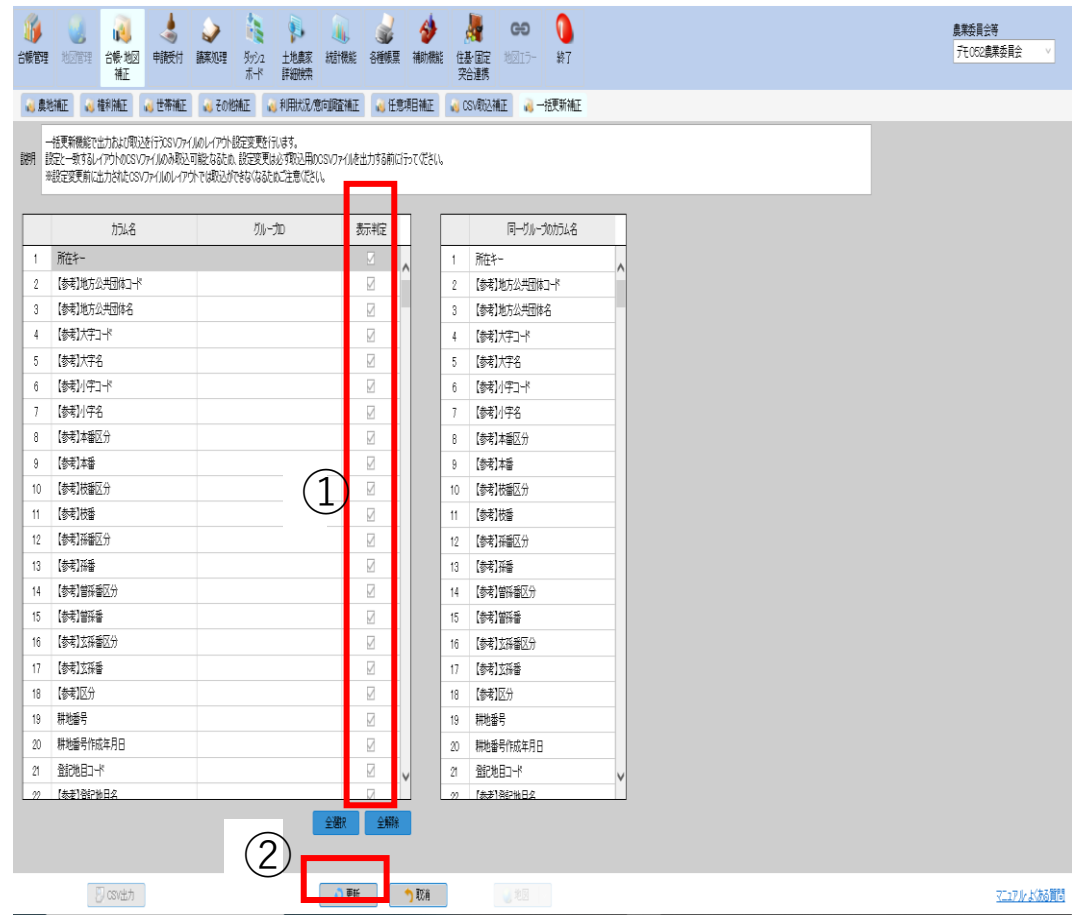 台帳管理
地図管理
台帳・地図
補正
申請受付
議案処理
ダッシュ
ボード
土地農家
詳細検索
統計機能
各種帳票
補助機能
住基・固定
突合連携
地図エラー
終了
農業委員会等
デモ052農業委員会
農地補正
権利補正
世帯補正
その他補正
利用状況/意向調査補正
任意項目補正
CSV取込補正
一括更新補正
説明
一括更新機能で出力および取込を行うCSVファイルのレイアウト設定変更を行います。
設定と一致するレイアウトのCSVファイルのみ取込可能となるため、設定変更は必ず取込用のCSVファイルを出力する前に行ってください。
※設定変更前に出力されたCSVファイルのレイアウトでは取込ができなくなるためご注意ください。
カラム名 グループID 表示判定
1 所在キー
2 【参考】地方公共団体コード
3 【参考】地方公共団体名
4 【参考】大字コード
5 【参考】大字名
6 【参考】小字コード
7 【参考】小字名
8 【参考】本番区分
9 【参考】本番
10 【参考】枝番区分
11 【参考】枝番
12 【参考】孫番区分
13 【参考】孫番
14 【参考】曽孫番区分
15 【参考】曽孫番
16 【参考】玄孫番区分
17 【参考】玄孫番
18 【参考】区分
19 耕地番号
20 耕地番号作成年月日
21 登記地目コード
22 【参考】登記地目名
同一グループのカラム名
1 所在キー
2 【参考】地方公共団体コード
3 【参考】地方公共団体名
4 【参考】大字コード
5 【参考】大字名
6 【参考】小字コード
7 【参考】小字名
8 【参考】本番区分
9 【参考】本番
10 【参考】枝番区分
11 【参考】枝番
12 【参考】孫番区分
13 【参考】孫番
14 【参考】曽孫番区分
15 【参考】曽孫番
16 【参考】玄孫番区分
17 【参考】玄孫番
18 【参考】区分
19 耕地番号
20 耕地番号作成年月日
21 登記地目コード
22 【参考】登記地目名
①
全選択
全解除
②
CSV出力
更新
取消
地図
マニュアル・よくある質問